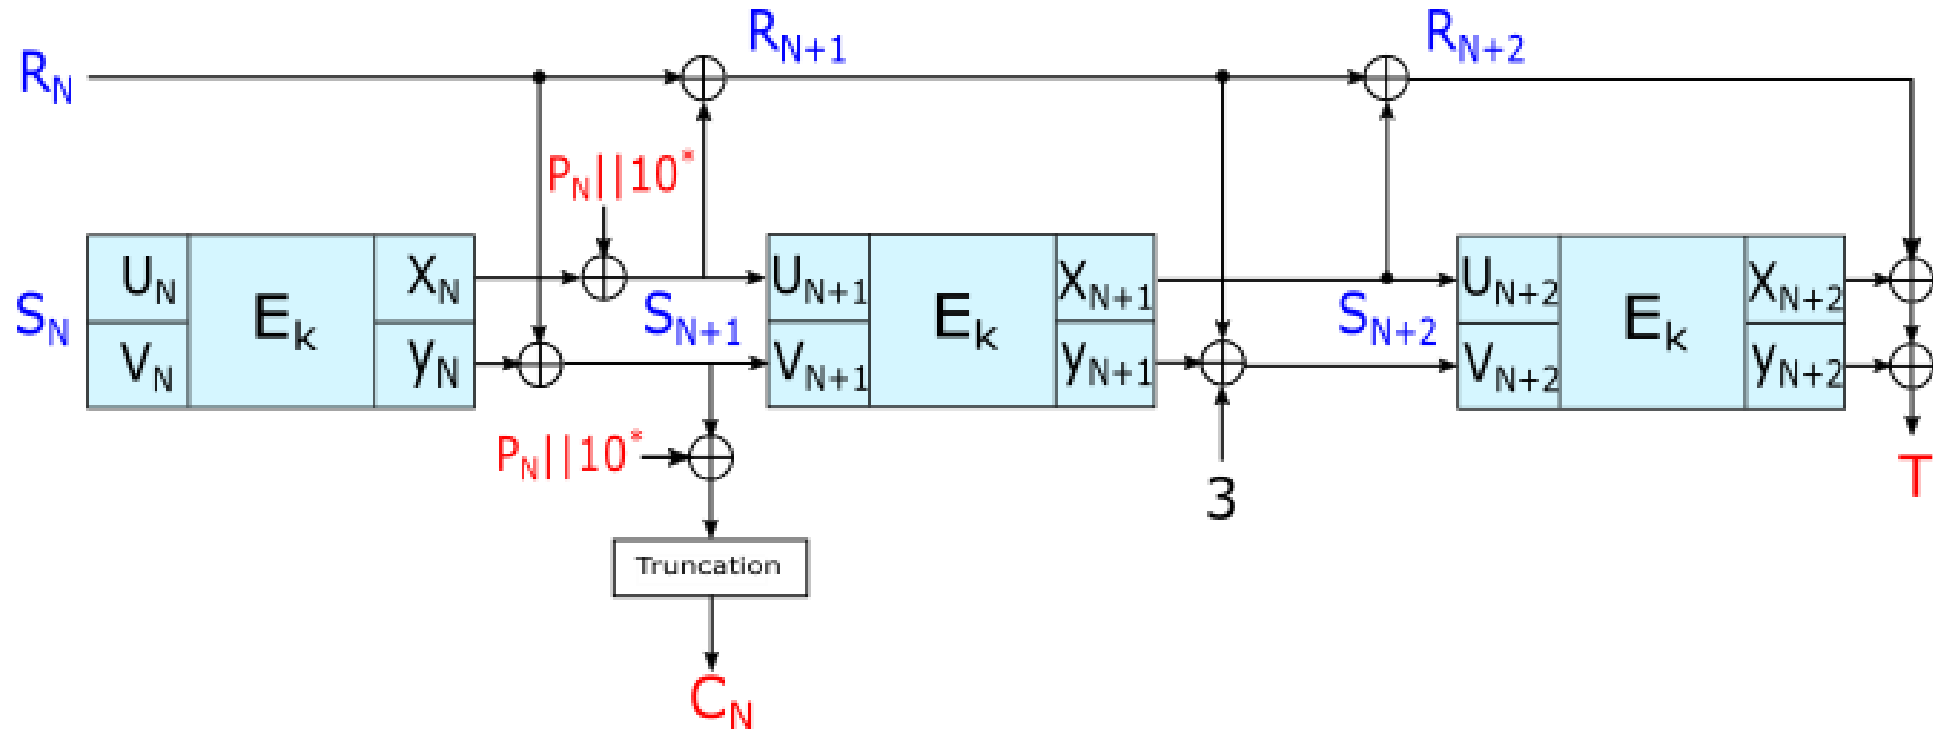 R_N R_{N+1} R_{N+2}
P_N||10*
U_N X_N U_{N+1} X_{N+1} U_{N+2} X_{N+2}
S_N E_k S_{N+1} E_k S_{N+2} E_k
V_N y_N V_{N+1} y_{N+1} V_{N+2} y_{N+2}
P_N||10* 3 T
Truncation
C_N